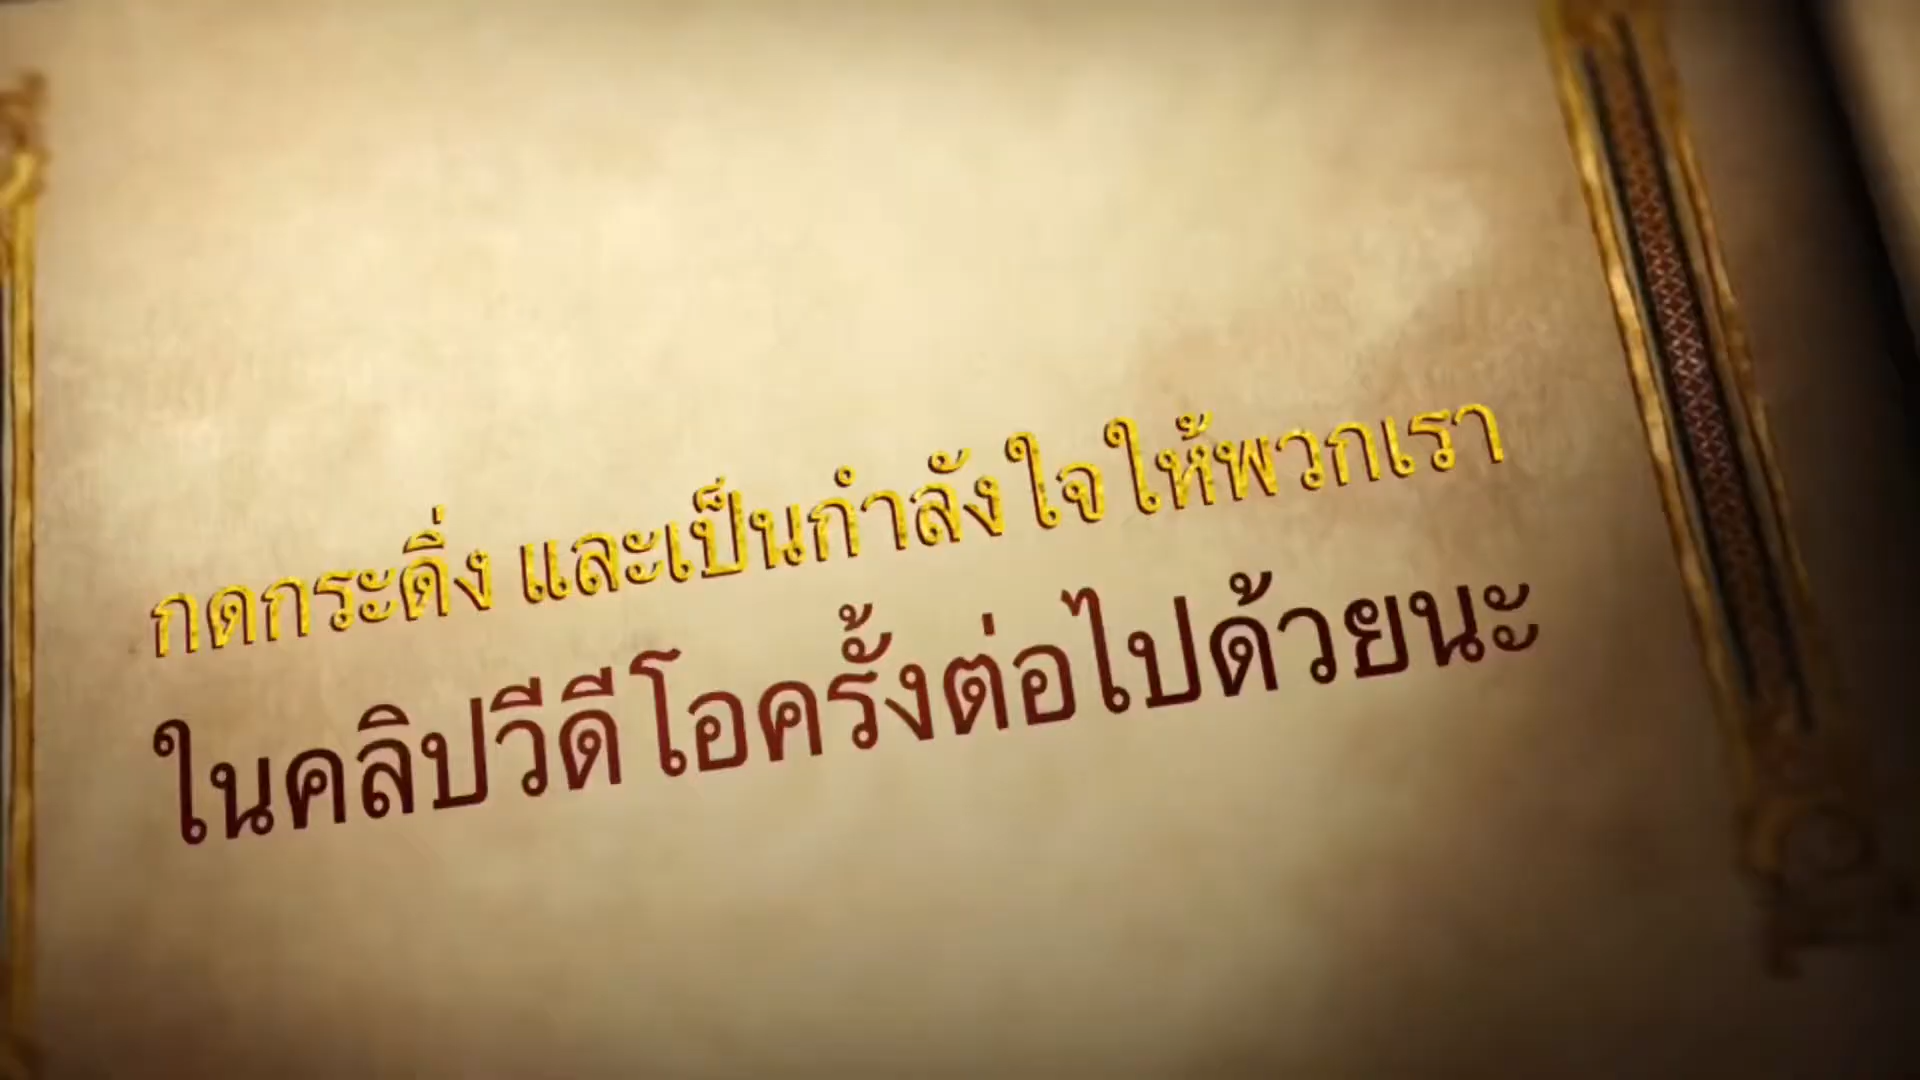 กดกระดิ่ง และเป็นกำลังใจให้พวกเรา
ในคลิปวีดีโอครั้งต่อไปด้วยนะ